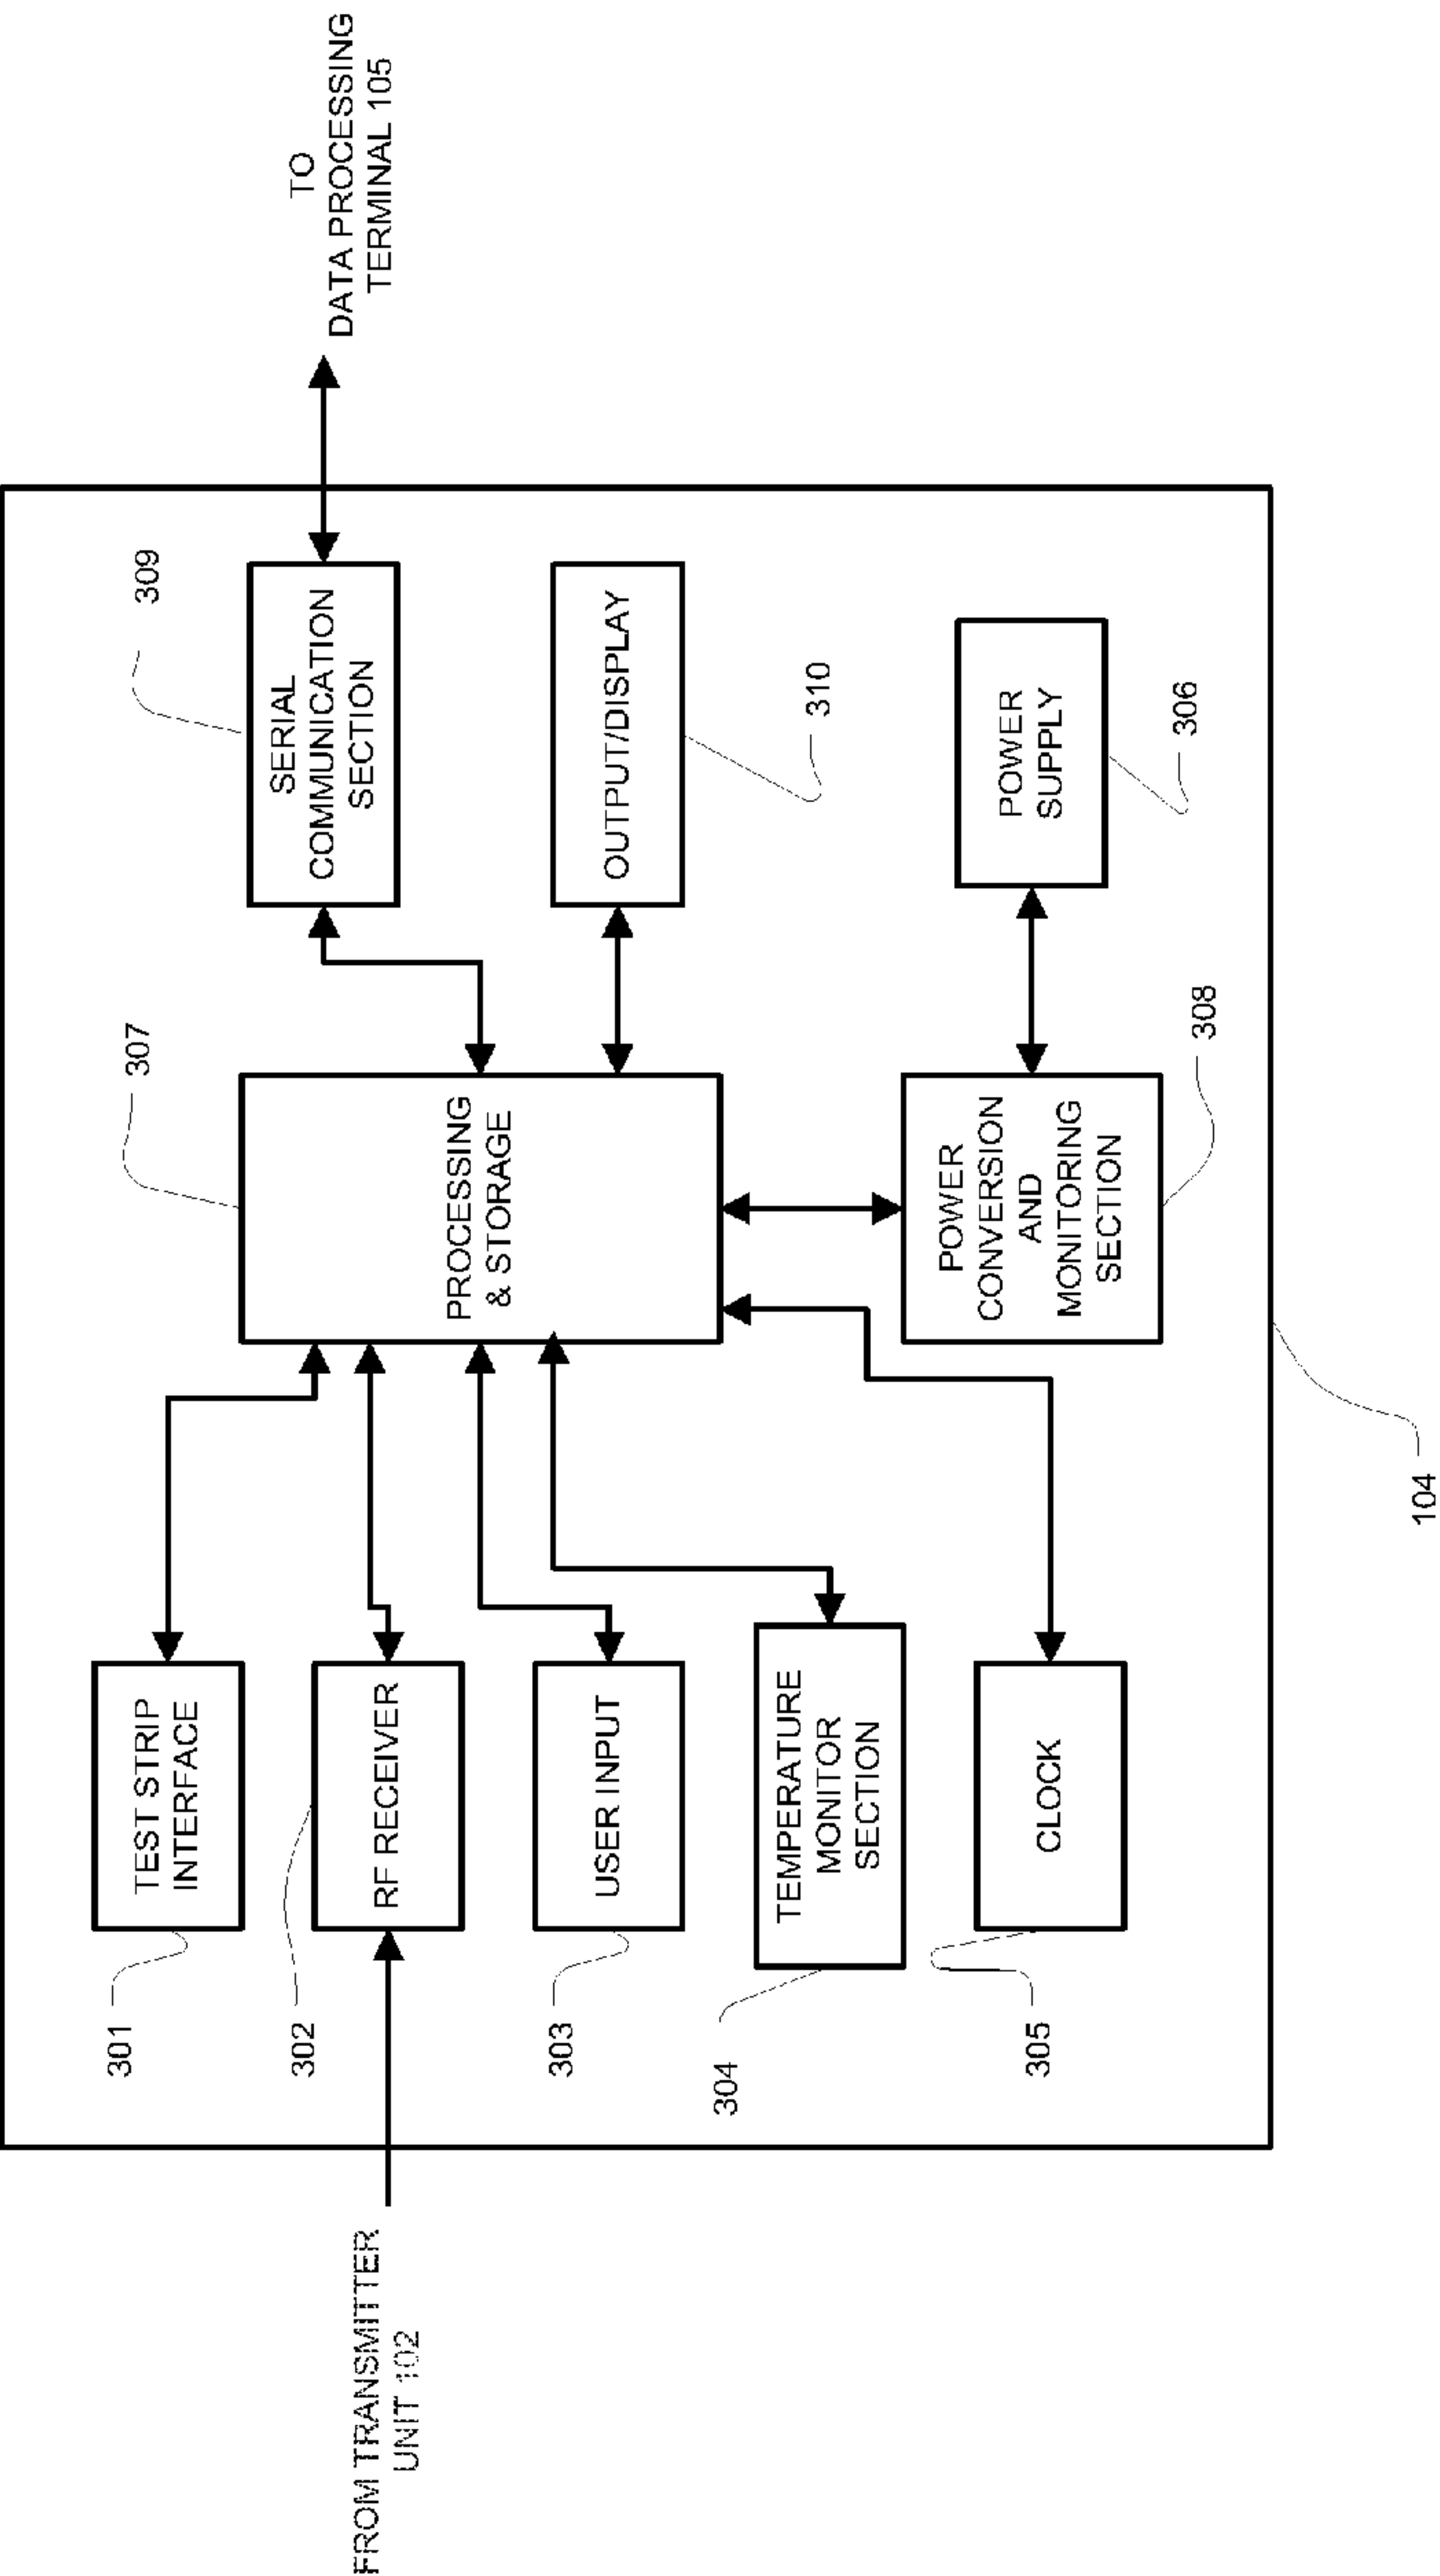 301
TEST STRIP
INTERFACE
302
RF RECEIVER
FROM TRANSMITTER
UNIT 102
303
USER INPUT
304
TEMPERATURE
MONITOR
SECTION
305
CLOCK
307
PROCESSING
& STORAGE
308
POWER
CONVERSION
AND
MONITORING
SECTION
309
SERIAL
COMMUNICATION
SECTION
TO
DATA PROCESSING
TERMINAL 105
OUTPUT/DISPLAY
310
POWER
SUPPLY
306
104